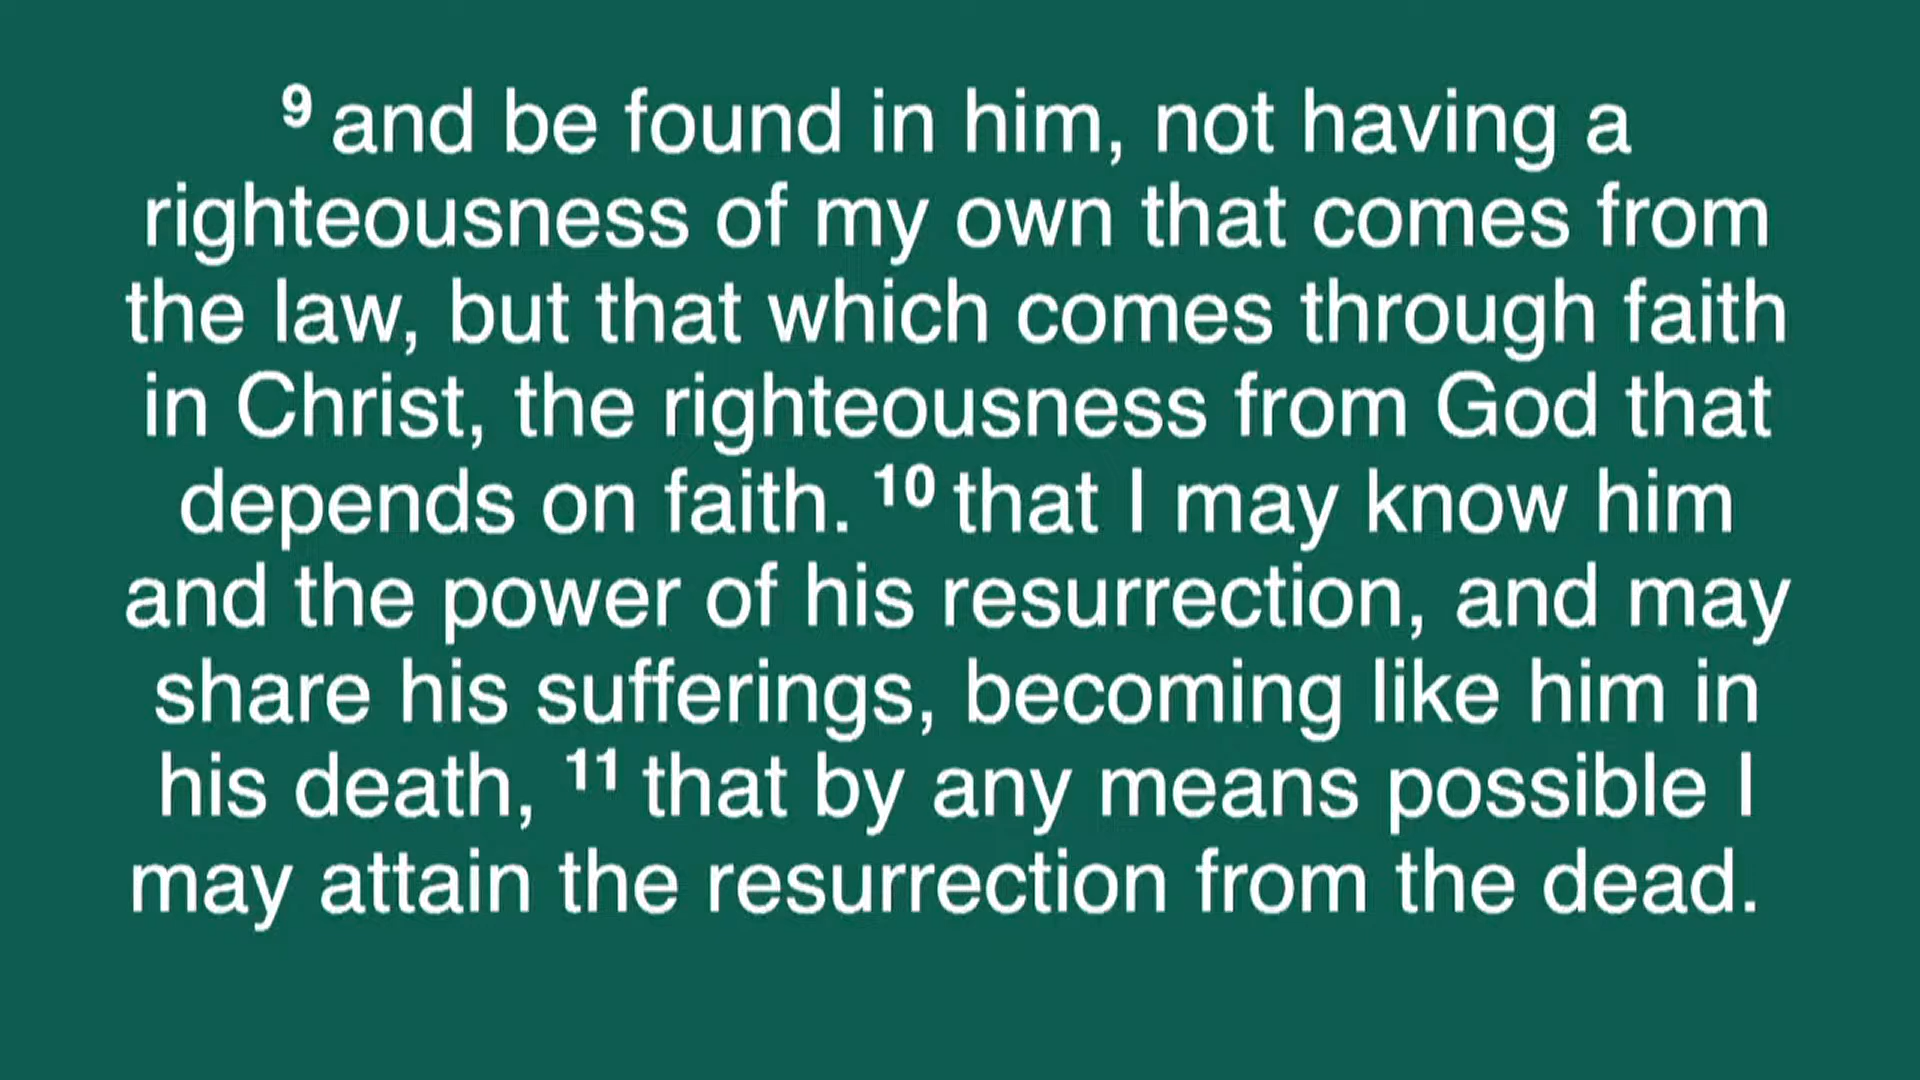 9 and be found in him, not having a
righteousness of my own that comes from
the law, but that which comes through faith
in Christ, the righteousness from God that
depends on faith. 10 that I may know him
and the power of his resurrection, and may
share his sufferings, becoming like him in
his death, 11 that by any means possible I
may attain the resurrection from the dead.